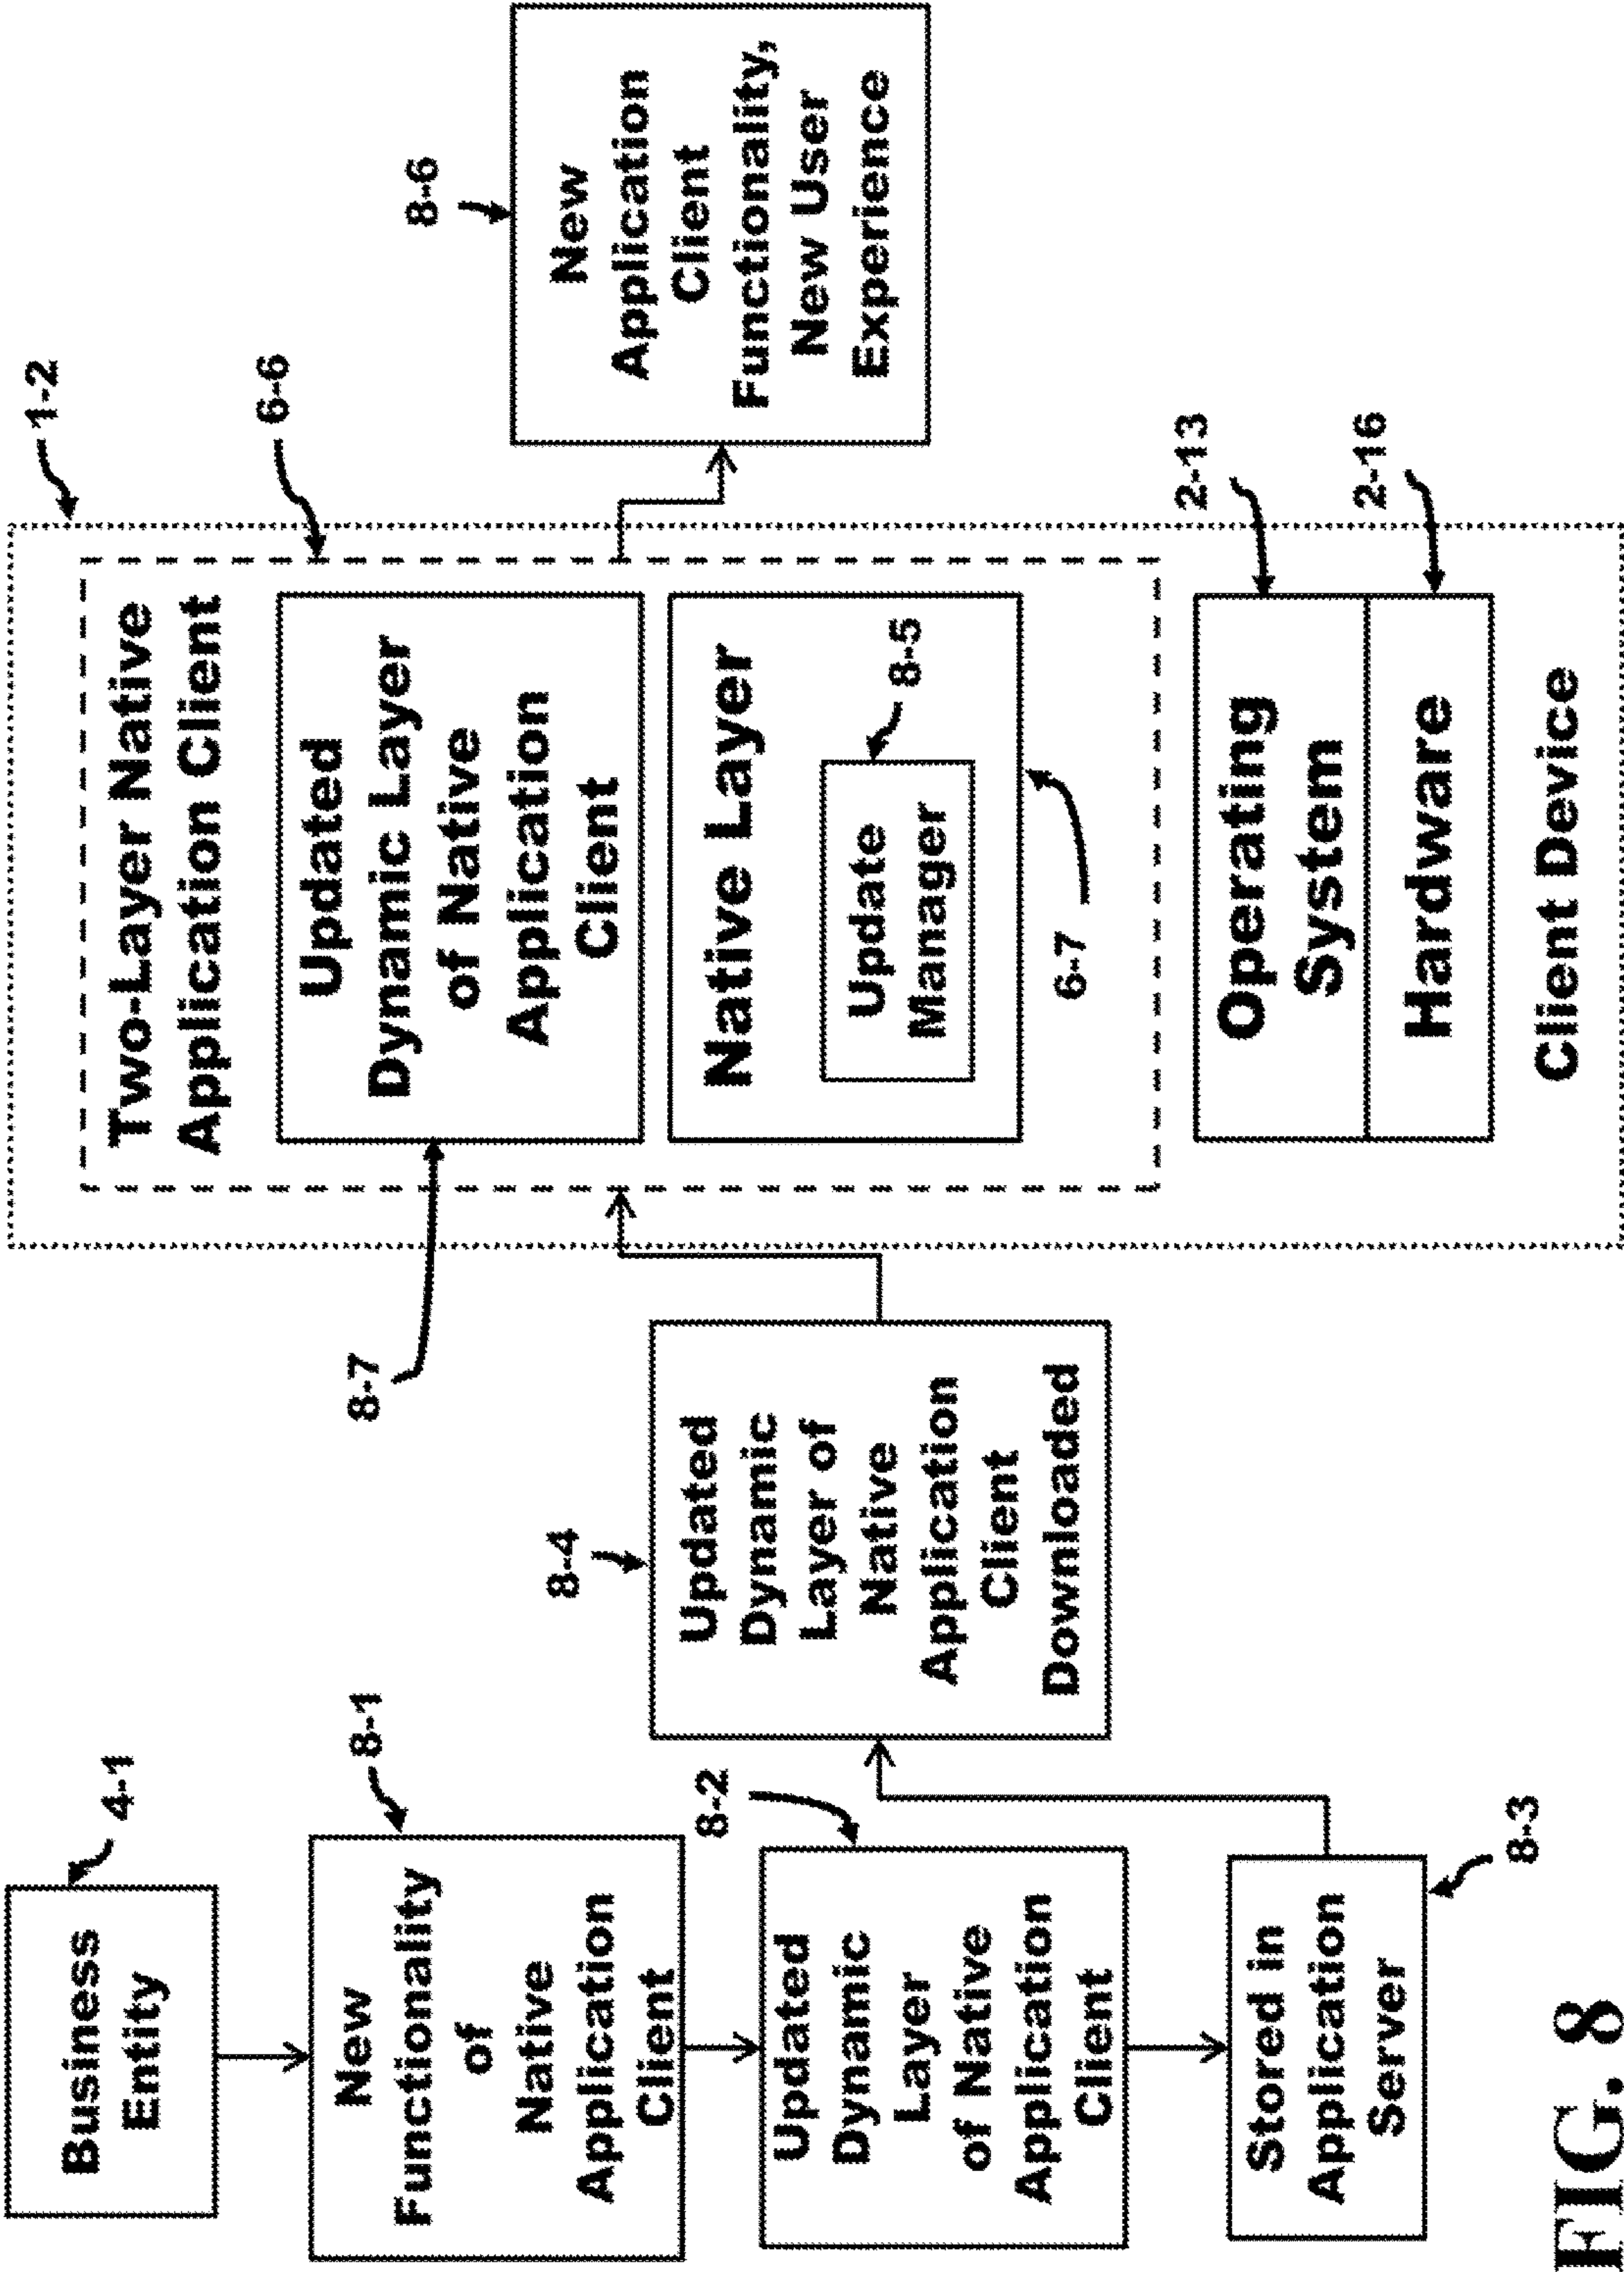 Business
Entity
4-1
New
Functionality
of
Native
Application
Client
8-1
Updated
Dynamic
Layer
of Native
Application
Client
8-2
Stored in
Application
Server
8-3
8-4
Updated
Dynamic
Layer of
Native
Application
Client
Downloaded
1-2
Two-Layer Native
Application Client
6-6
8-7
Updated
Dynamic Layer
of Native
Application
Client
Native Layer
Update
Manager
8-5
6-7
Operating
System
2-13
Hardware
2-16
Client Device
8-6
New
Application
Client
Functionality,
New User
Experience
FIG. 8